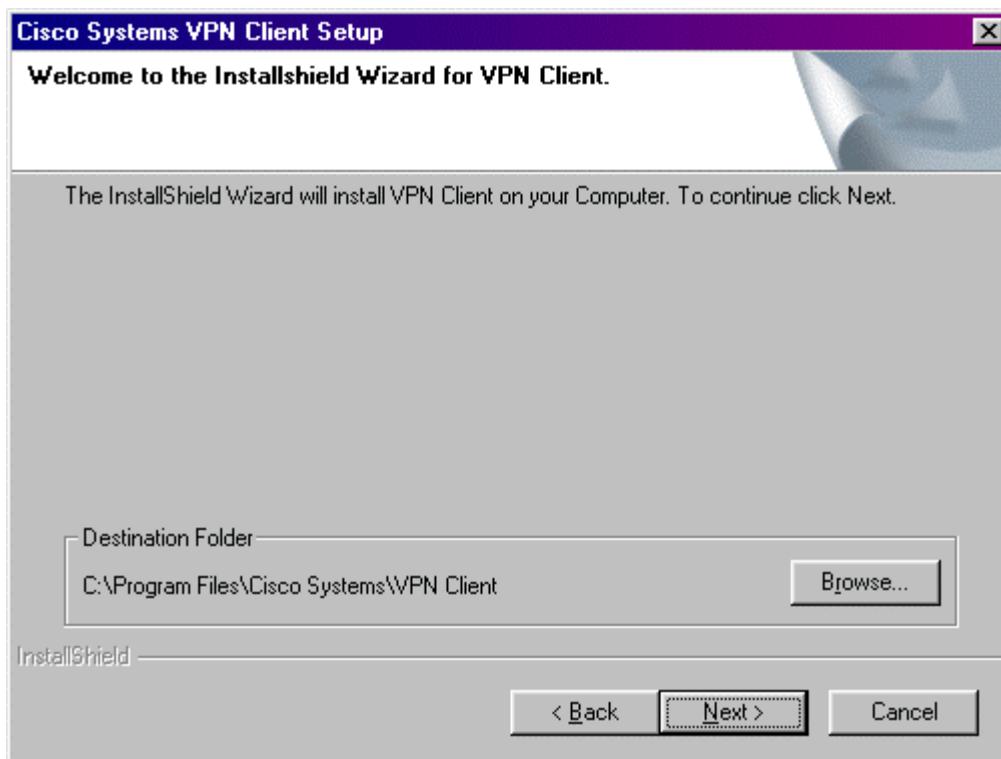 Cisco Systems VPN Client Setup
Welcome to the Installshield Wizard for VPN Client.
The InstallShield Wizard will install VPN Client on your Computer. To continue click Next.
Destination Folder
C:\Program Files\Cisco Systems\VPN Client
Browse...
InstallShield
< Back
Next >
Cancel